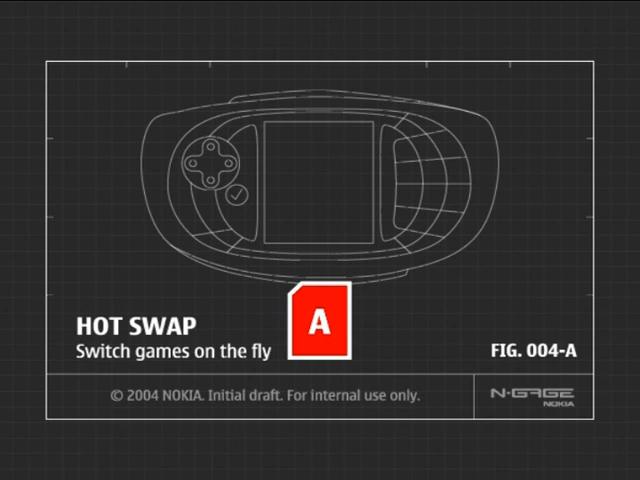 A
HOT SWAP
Switch games on the fly
FIG. 004-A
© 2004 NOKIA. Initial draft. For internal use only.
N·GAGE
NOKIA